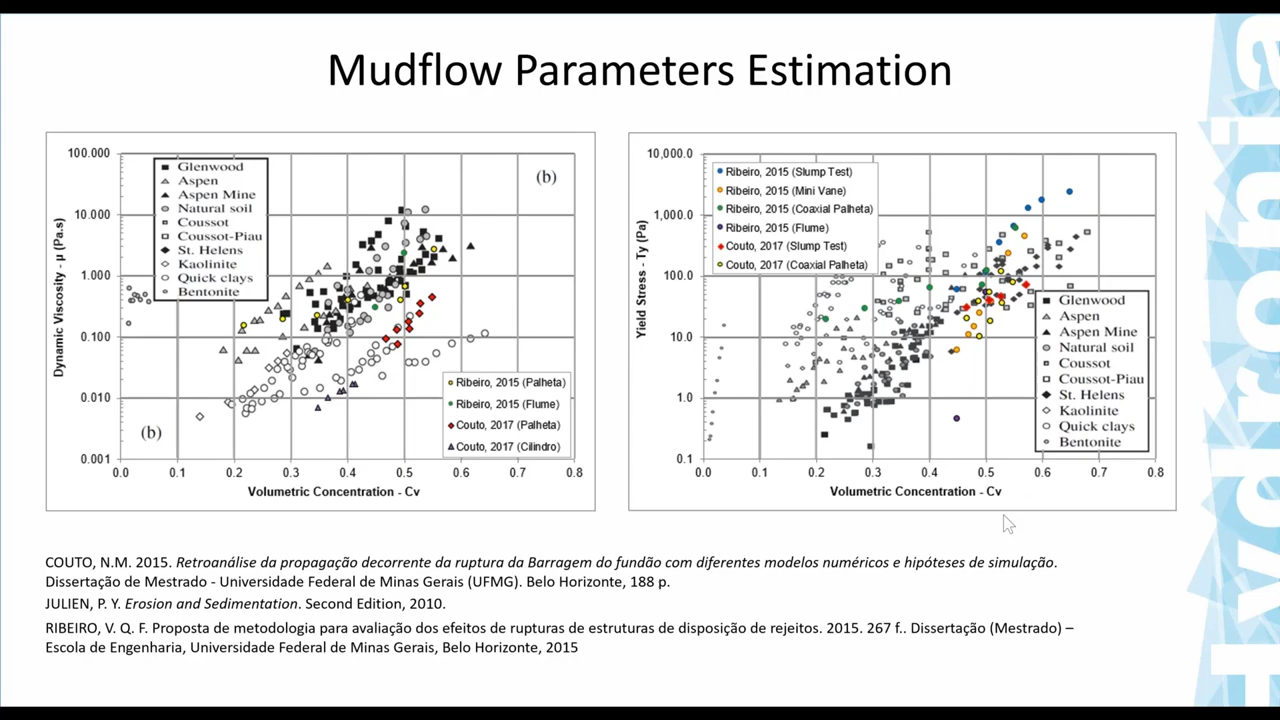 Mudflow Parameters Estimation
100.000
10.000
1.000
0.100
0.010
0.001
Dynamic Viscosity - μ (Pa.s)
Glenwood
Aspen
Aspen Mine
Natural soil
Coussot
Coussot-Piau
St. Helens
Kaolinite
Quick clays
Bentonite
(b)
(b)
Ribeiro, 2015 (Palheta)
Ribeiro, 2015 (Flume)
Couto, 2017 (Palheta)
Couto, 2017 (Cilindro)
0.0 0.1 0.2 0.3 0.4 0.5 0.6 0.7 0.8
Volumetric Concentration - Cv
10,000.0
1,000.0
100.0
10.0
1.0
0.1
Yield Stress - Ty (Pa)
Ribeiro, 2015 (Slump Test)
Ribeiro, 2015 (Mini Vane)
Ribeiro, 2015 (Coaxial Palheta)
Ribeiro, 2015 (Flume)
Couto, 2017 (Slump Test)
Couto, 2017 (Coaxial Palheta)
Glenwood
Aspen
Aspen Mine
Natural soil
Coussot
Coussot-Piau
St. Helens
Kaolinite
Quick clays
Bentonite
0.0 0.1 0.2 0.3 0.4 0.5 0.6 0.7 0.8
Volumetric Concentration - Cv
COUTO, N.M. 2015. Retroanálise da propagação decorrente da ruptura da Barragem do fundão com diferentes modelos numéricos e hipóteses de simulação.
Dissertação de Mestrado - Universidade Federal de Minas Gerais (UFMG). Belo Horizonte, 188 p.
JULIEN, P. Y. Erosion and Sedimentation. Second Edition, 2010.
RIBEIRO, V. Q. F. Proposta de metodologia para avaliação dos efeitos de rupturas de estruturas de disposição de rejeitos. 2015. 267 f.. Dissertação (Mestrado) –
Escola de Engenharia, Universidade Federal de Minas Gerais, Belo Horizonte, 2015
Hydronia